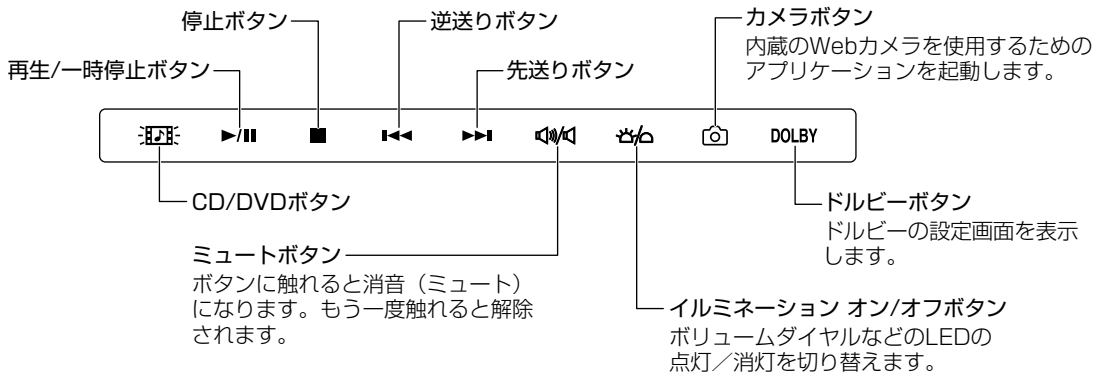 停止ボタン
逆送りボタン
カメラボタン
内蔵のWebカメラを使用するための
アプリケーションを起動します。
再生/一時停止ボタン
先送りボタン
DOLBY
CD/DVDボタン
ドルビーボタン
ドルビーの設定画面を表示
します。
ミュートボタン
ボタンに触れると消音（ミュート）
になります。もう一度触れると解除
されます。
イルミネーション オン/オフボタン
ボリュームダイヤルなどのLEDの
点灯／消灯を切り替えます。